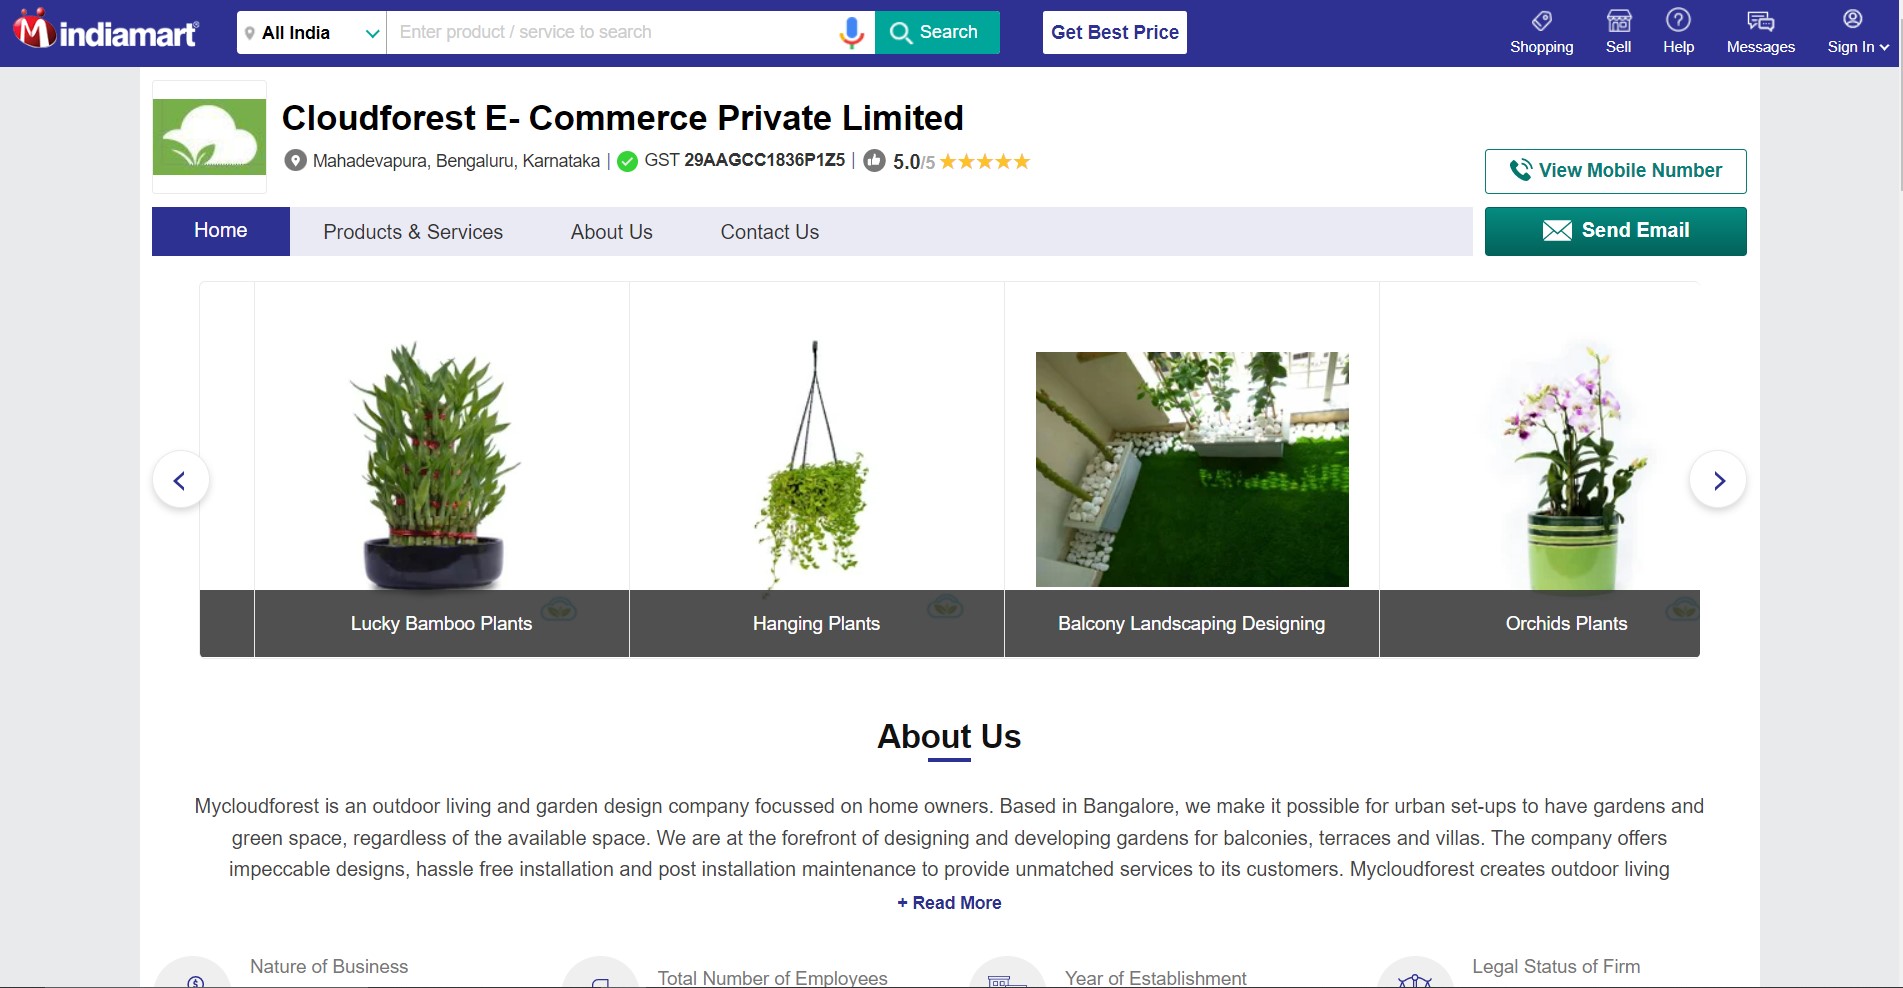 indiamart
All India
Enter product / service to search
Search
Get Best Price
Shopping
Sell
Help
Messages
Sign In
Cloudforest E- Commerce Private Limited
Mahadevapura, Bengaluru, Karnataka | GST 29AAGCC1836P1Z5 | 5.0/5
View Mobile Number
Home
Products & Services
About Us
Contact Us
Send Email
Lucky Bamboo Plants
Hanging Plants
Balcony Landscaping Designing
Orchids Plants
About Us
Mycloudforest is an outdoor living and garden design company focussed on home owners. Based in Bangalore, we make it possible for urban set-ups to have gardens and
green space, regardless of the available space. We are at the forefront of designing and developing gardens for balconies, terraces and villas. The company offers
impeccable designs, hassle free installation and post installation maintenance to provide unmatched services to its customers. Mycloudforest creates outdoor living
+ Read More
Nature of Business
Total Number of Employees
Year of Establishment
Legal Status of Firm